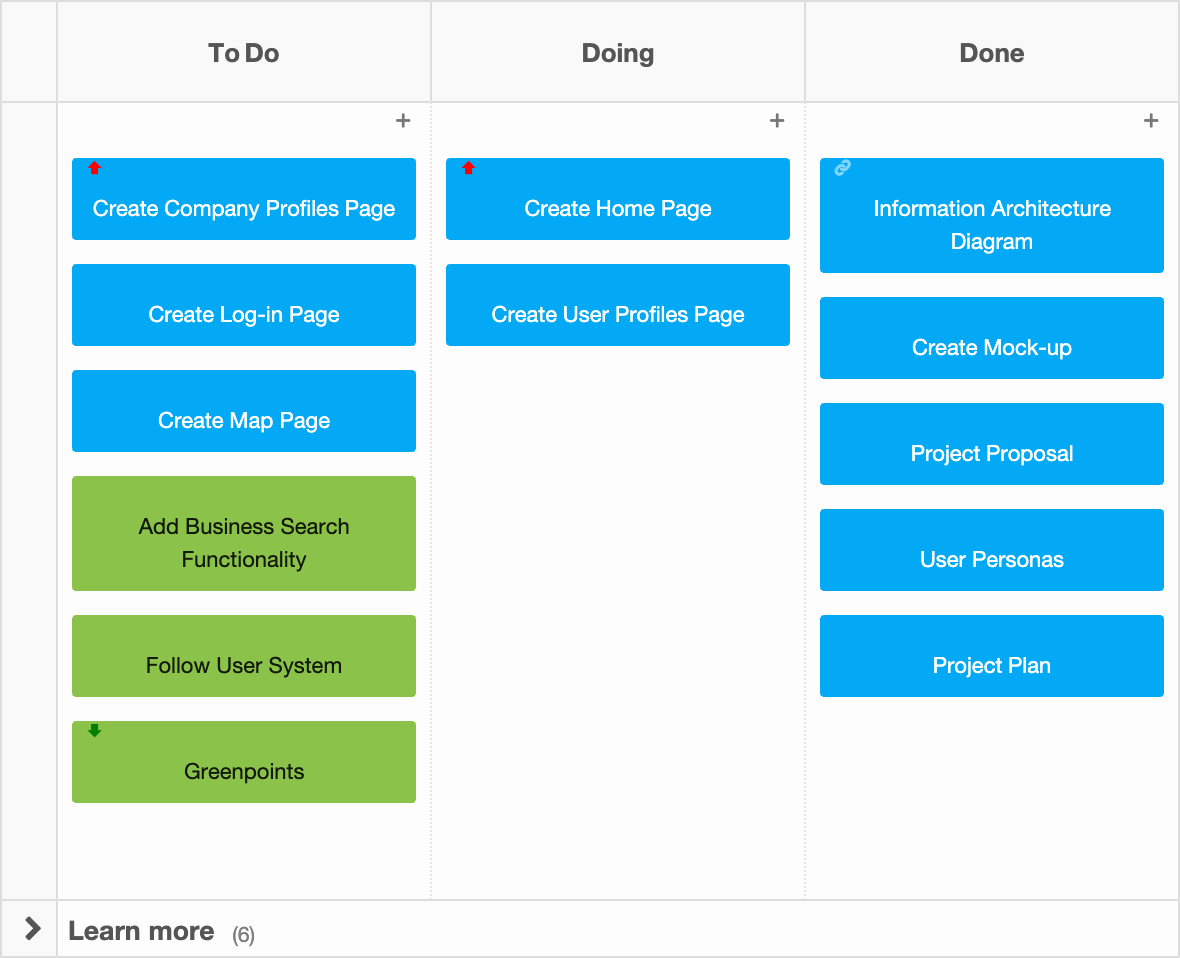 To Do
Doing
Done
+
+
+
Create Company Profiles Page
Create Log-in Page
Create Map Page
Add Business Search
Functionality
Follow User System
Greenpoints
Create Home Page
Create User Profiles Page
Information Architecture
Diagram
Create Mock-up
Project Proposal
User Personas
Project Plan
Learn more (6)